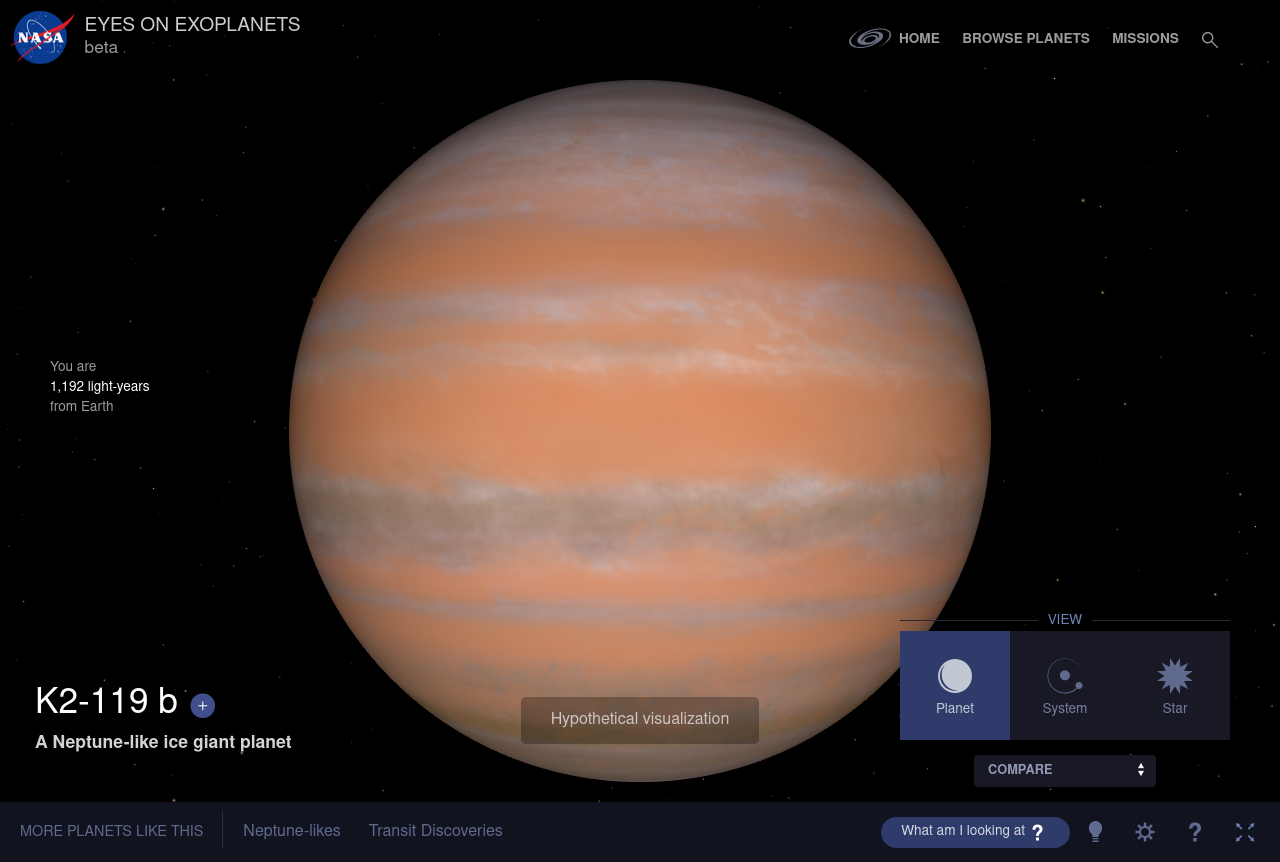 NASA
EYES ON EXOPLANETS
beta
HOME
BROWSE PLANETS
MISSIONS
You are
1,192 light-years
from Earth
VIEW
Planet
System
Star
K2-119 b +
A Neptune-like ice giant planet
Hypothetical visualization
COMPARE
MORE PLANETS LIKE THIS
Neptune-likes
Transit Discoveries
What am I looking at ?
?